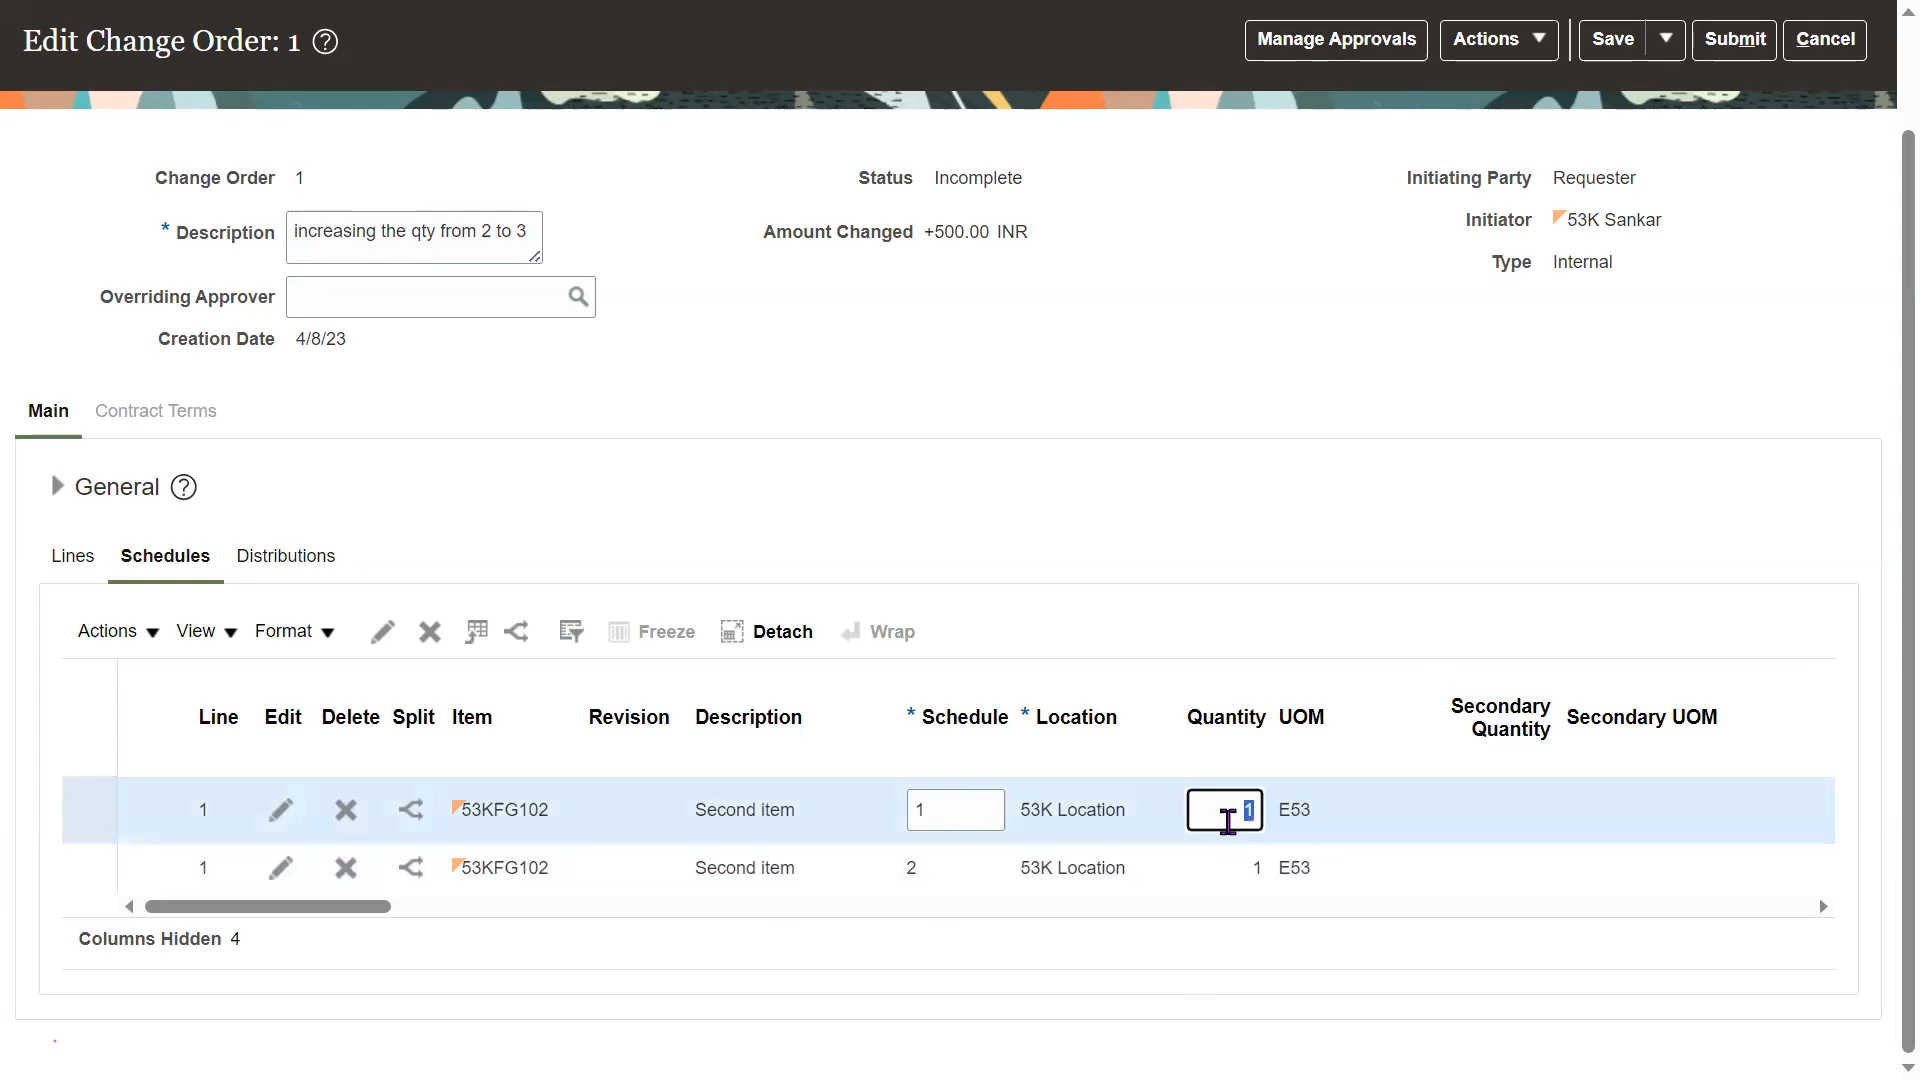 Edit Change Order: 1
Manage Approvals
Actions
Save
Submit
Cancel
Change Order 1
Status Incomplete
Initiating Party Requester
* Description increasing the qty from 2 to 3
Amount Changed +500.00 INR
Initiator 53K Sankar
Type Internal
Overriding Approver
Creation Date 4/8/23
Main Contract Terms
General
Lines Schedules Distributions
Actions View Format Freeze Detach Wrap
Line Edit Delete Split Item Revision Description * Schedule * Location Quantity UOM Secondary Quantity Secondary UOM
1 53KFG102 Second item 1 53K Location 1 E53
1 53KFG102 Second item 2 53K Location 1 E53
Columns Hidden 4